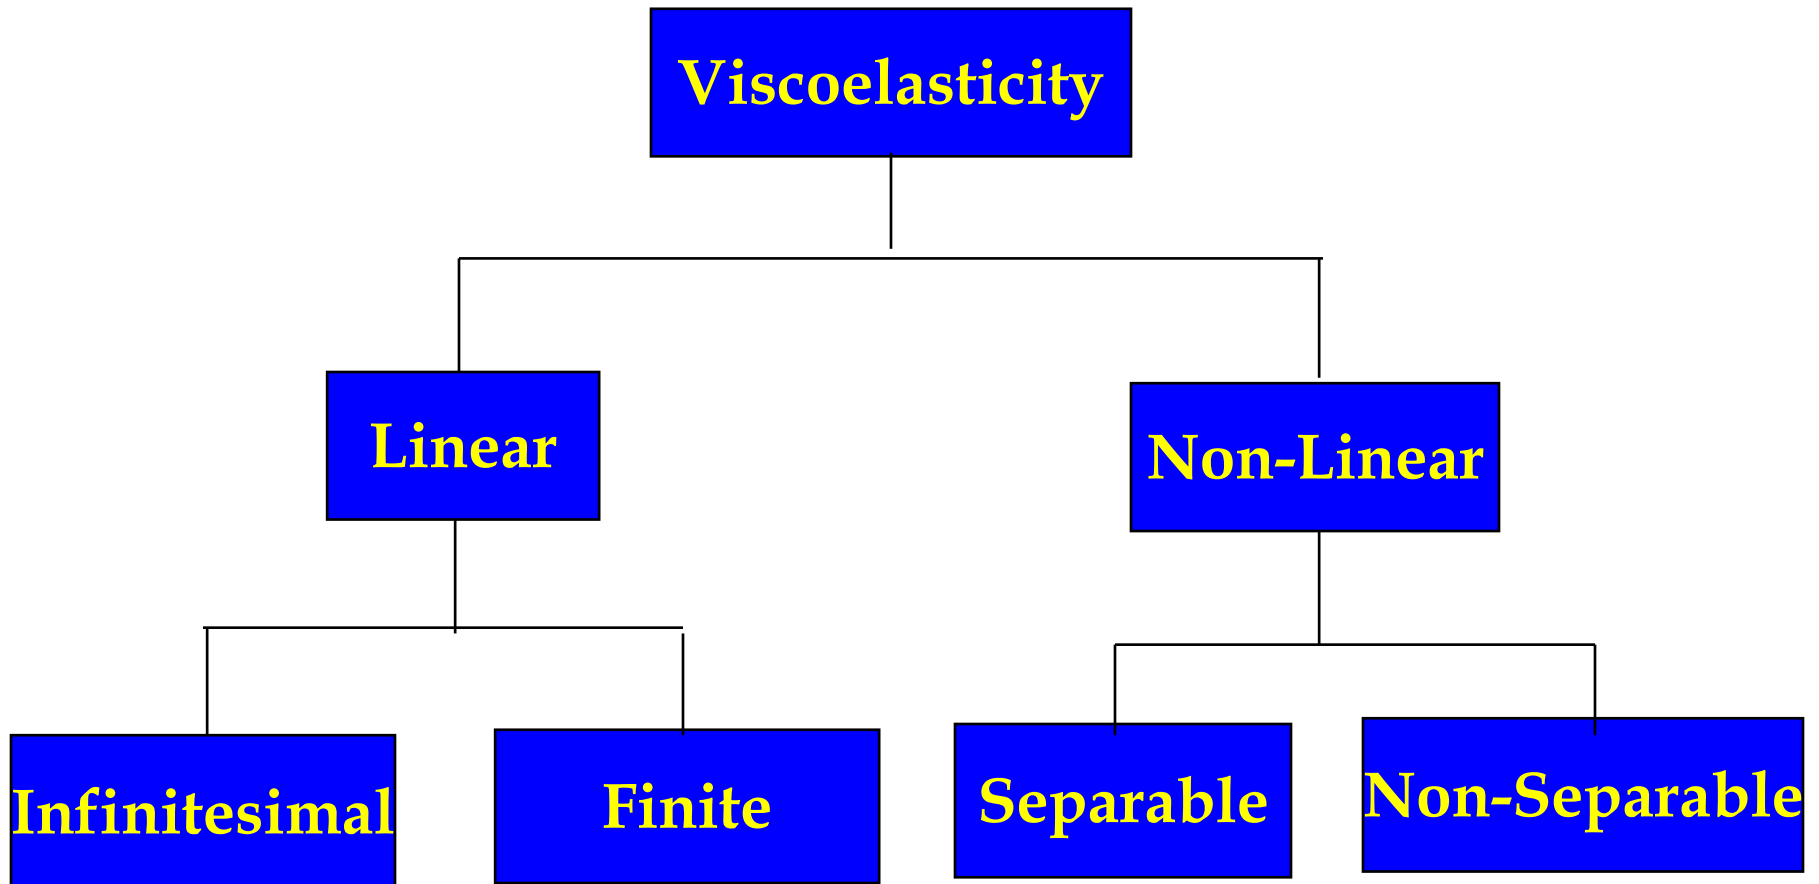 Viscoelasticity
Linear
Non-Linear
Infinitesimal
Finite
Separable
Non-Separable